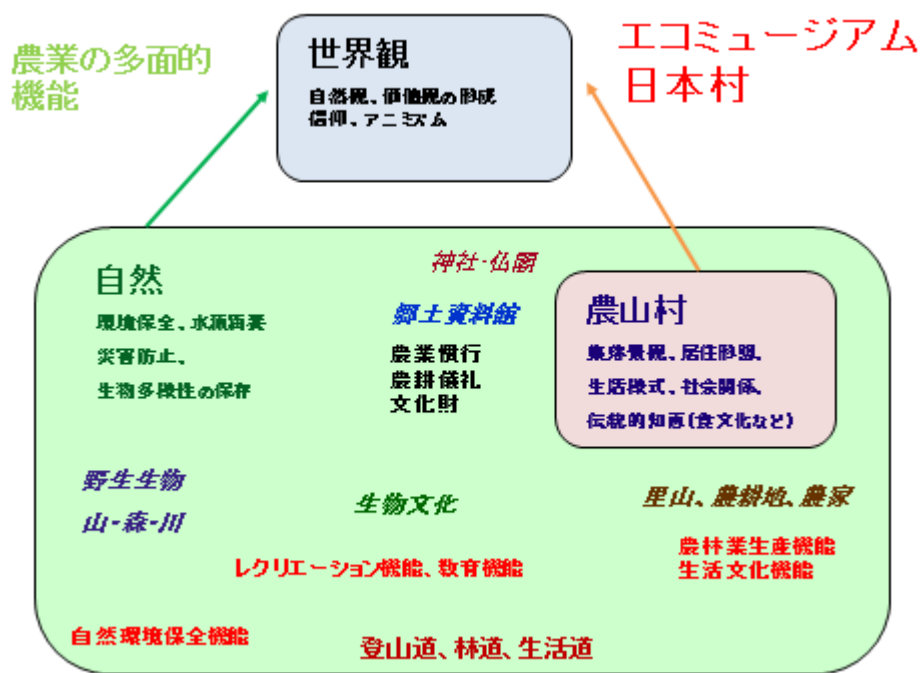 農業の多面的
機能
世界観
自然観、価値観の形成
信仰、アニミズム
エコミュージアム
日本村
自然
環境保全、水源涵養
災害防止、
生物多様性の保存
神社・仏閣
郷土資料館
農業慣行
農耕儀礼
文化財
農山村
集落景観、居住形態、
生活様式、社会関係、
伝統的知恵(食文化など)
野生生物
山・森・川
生物文化
里山、農耕地、農家
農林業生産機能
生活文化機能
レクリエーション機能、教育機能
自然環境保全機能
登山道、林道、生活道